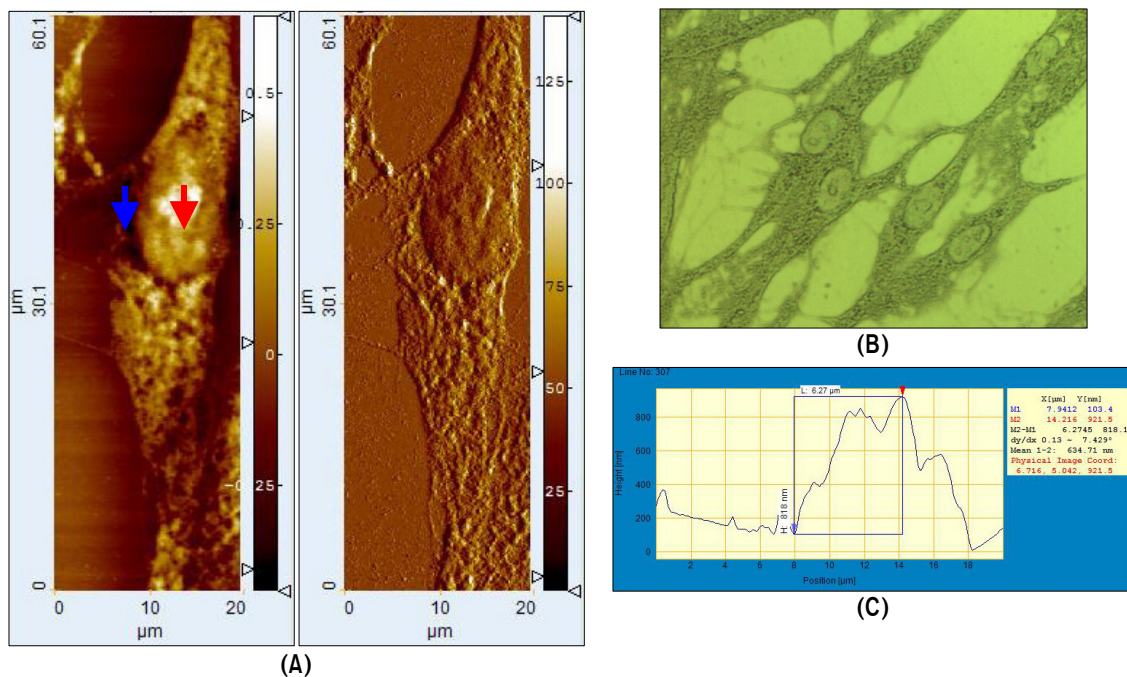 60.1
30.1
µm
0
0 10 20
µm
0.5
0.25
0
-0.25
60.1
30.1
µm
0
0 10 20
µm
125
100
75
50
25
(A)
(B)
Line No: 307
L: 6.27 µm
H: 818 nm
Height [nm]
800
600
400
200
0
2 4 6 8 10 12 14 16 18
Position [µm]
X[µm] Y[nm]
M1 7.9412 103.4
M2 14.216 921.5
M2-M1 6.2745 818.1
dy/dx 0.13 ~ 7.429°
Mean 1-2: 634.71 nm
Physical Image Coord:
6.716, 5.042, 921.5
(C)